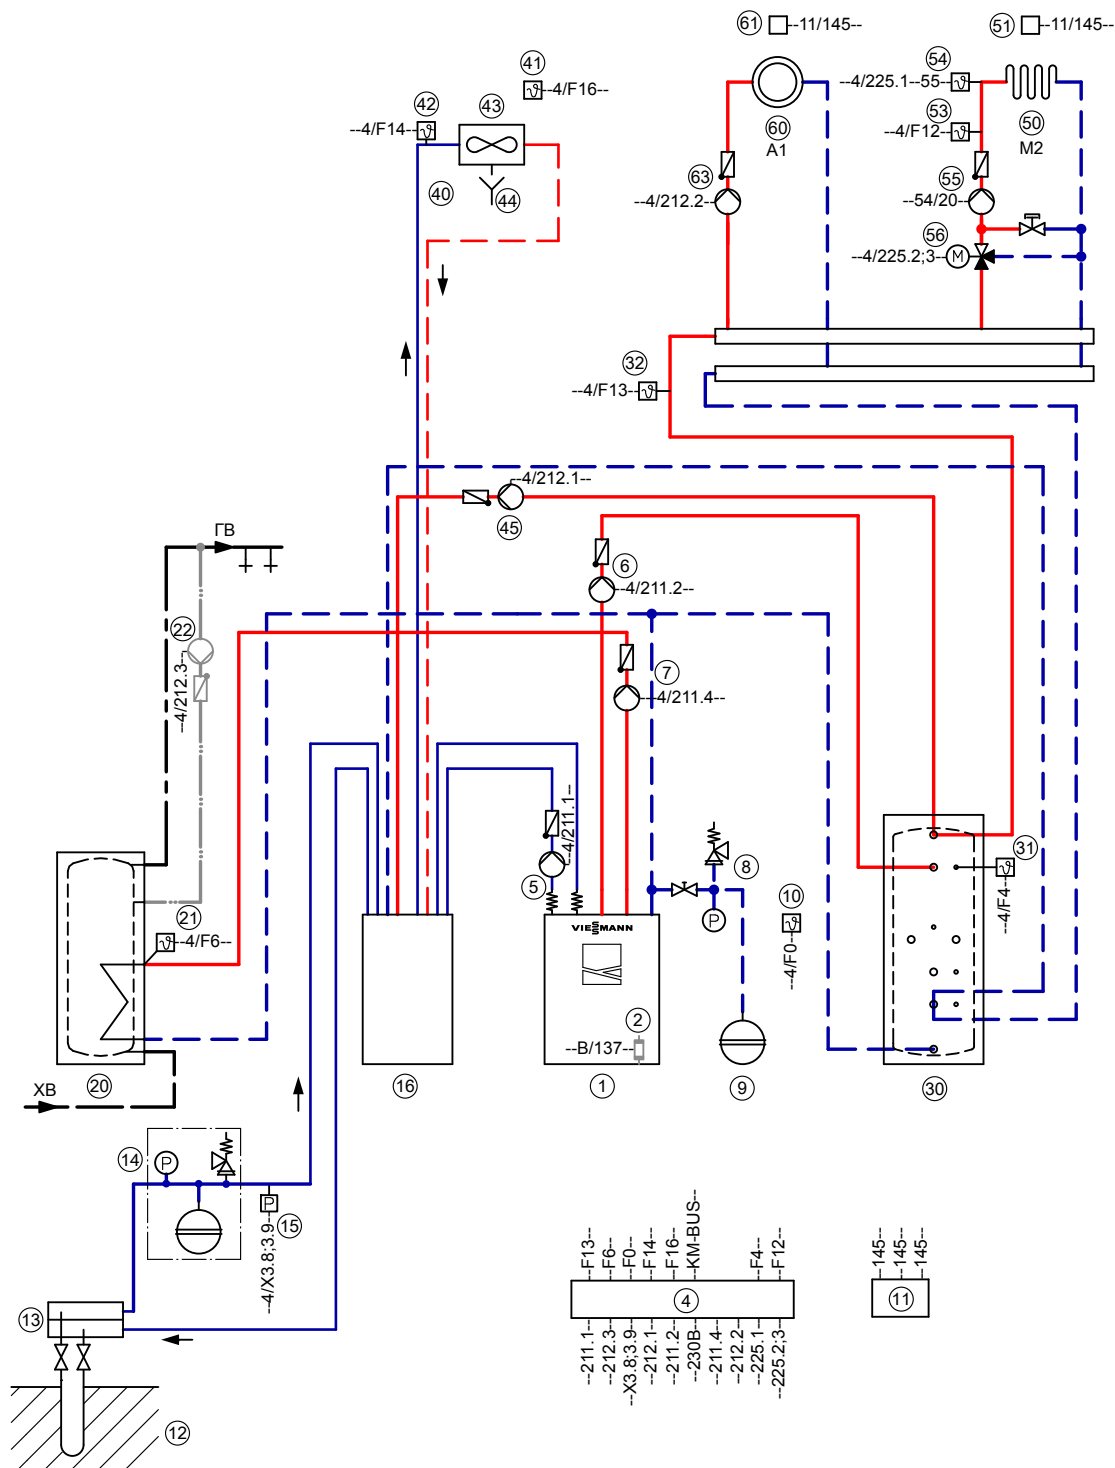 61 --11/145--
51 --11/145--
41 --4/F16--
54 --4/225.1--55--
42 --4/F14--
43
53 --4/F12--
50 M2
60 A1
40
44
63 --4/212.2--
55 --54/20--
56 --4/225.2;3-- M
32 --4/F13--
--4/212.1--
45
ГВ
6 --4/211.2--
22 --4/212.3--
7 --4/211.4--
--4/211.1--
5
8
P
10 --4/F0--
31 --4/F4--
21 --4/F6--
VIESSMANN
2 --B/137--
ХВ
20
16
1
9
30
14 P
P 15
--4/X3.8;3.9--
13
12
--F13--
--F6--
--F0--
--F14--
--F16--
--KM-BUS--
--F4--
--F12--
4
--211.1--
--212.3--
--X3.8;3.9--
--212.1--
--211.2--
--230B--
--211.4--
--212.2--
--225.1--
--225.2;3--
--145--
--145--
--145--
11